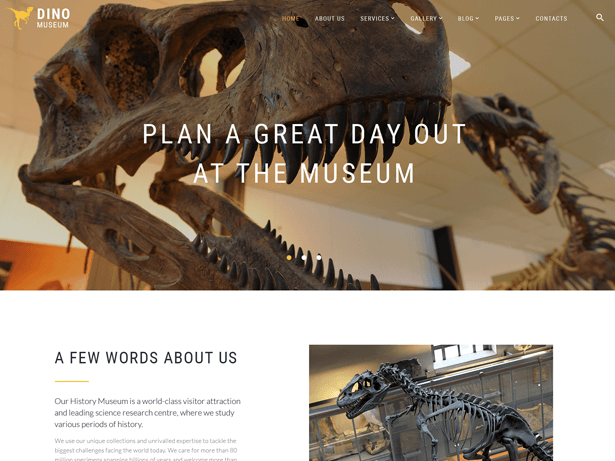 DINO
MUSEUM
HOME ABOUT US SERVICES GALLERY BLOG PAGES CONTACTS
PLAN A GREAT DAY OUT
AT THE MUSEUM
A FEW WORDS ABOUT US
Our History Museum is a world-class visitor attraction
and leading science research centre, where we study
various periods of history.
We use our unique collections and unrivalled expertise to tackle the
biggest challenges facing the world today. We care for more than 80
million specimens spanning billions of years and welcome more than